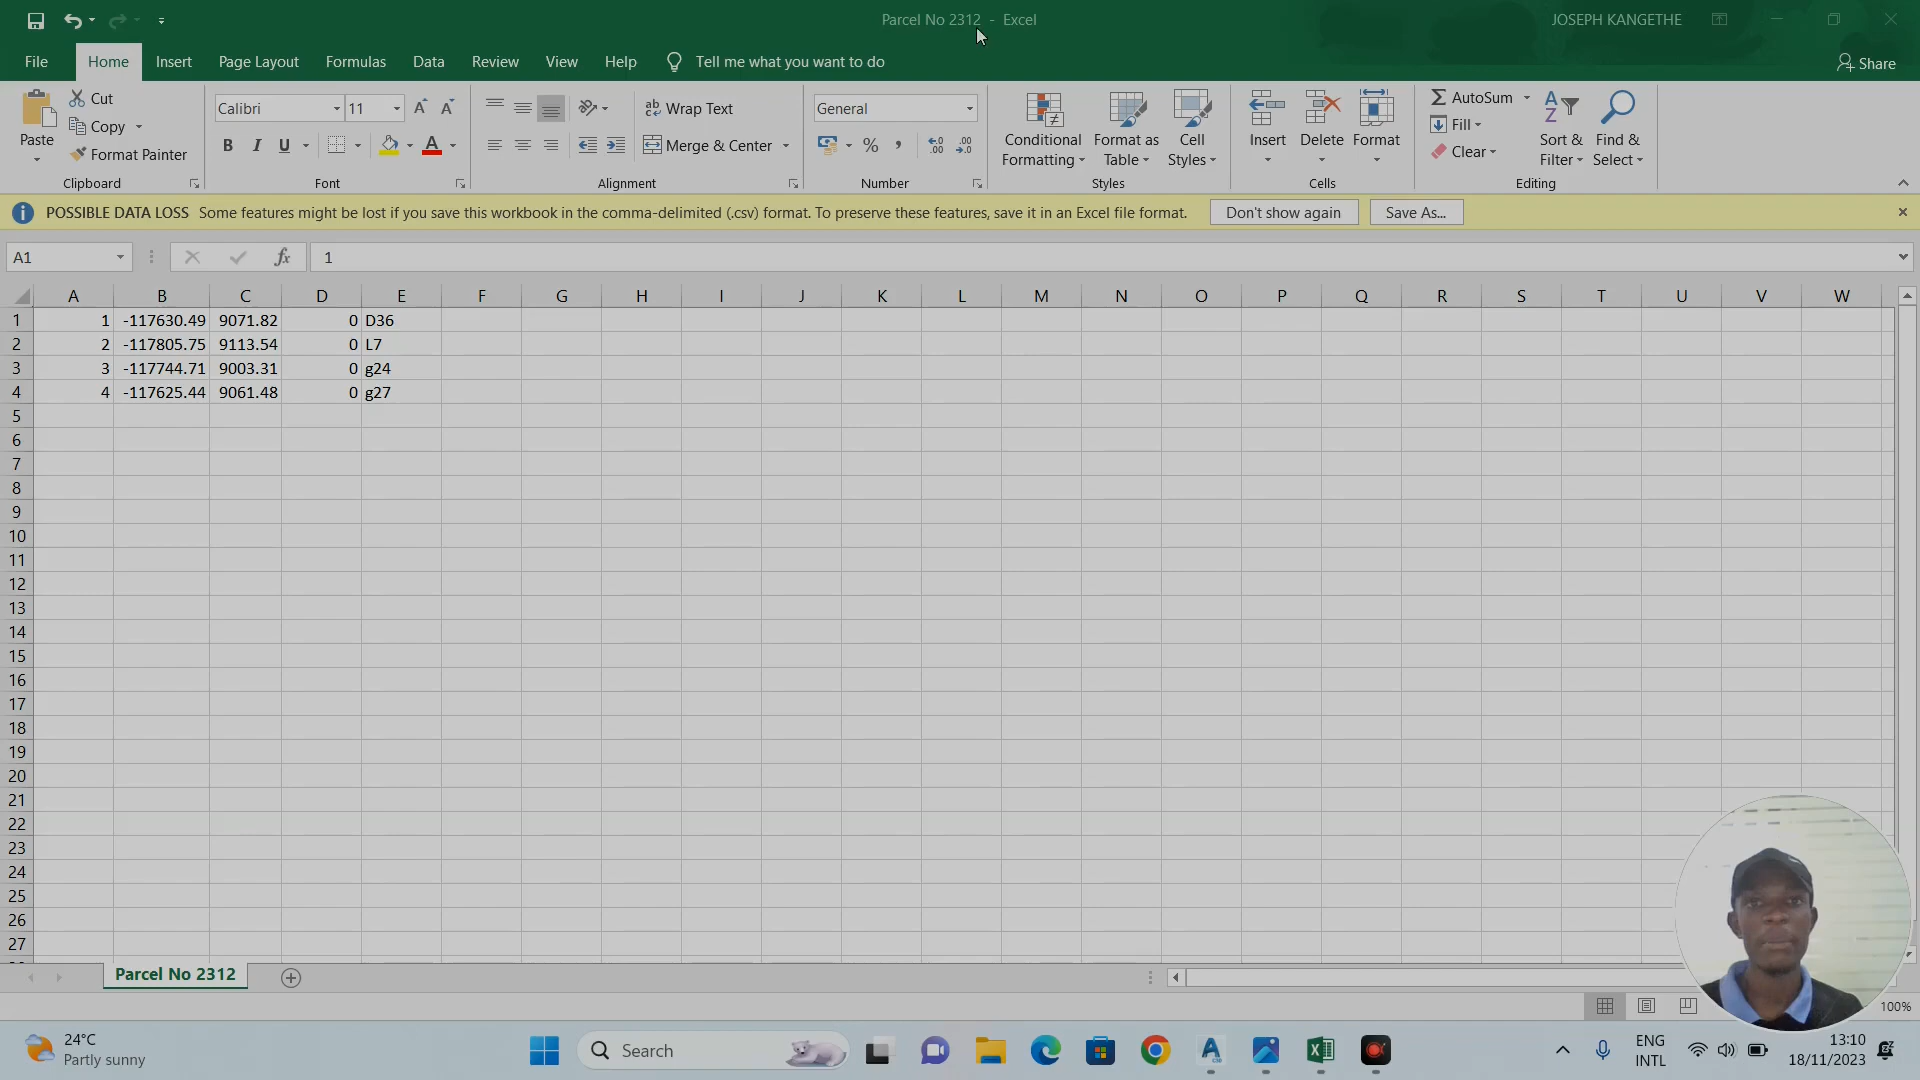 Parcel No 2312 - Excel
JOSEPH KANGETHE
File Home Insert Page Layout Formulas Data Review View Help Tell me what you want to do Share
Paste
Cut
Copy
Format Painter
Clipboard
Calibri 11
B I U
Font
Wrap Text
Merge & Center
Alignment
General
%
Number
Conditional Formatting
Format as Table
Cell Styles
Styles
Insert Delete Format
Cells
AutoSum
Fill
Clear
Sort & Filter
Find & Select
Editing
POSSIBLE DATA LOSS Some features might be lost if you save this workbook in the comma-delimited (.csv) format. To preserve these features, save it in an Excel file format. Don't show again Save As...
A1 fx 1
A B C D E F G H I J K L M N O P Q R S T U V W
1 1 -117630.49 9071.82 0 D36
2 2 -117805.75 9113.54 0 L7
3 3 -117744.71 9003.31 0 g24
4 4 -117625.44 9061.48 0 g27
5
6
7
8
9
10
11
12
13
14
15
16
17
18
19
20
21
22
23
24
25
26
27
Parcel No 2312
100%
24°C
Partly sunny
Search
ENG
INTL
13:10
18/11/2023